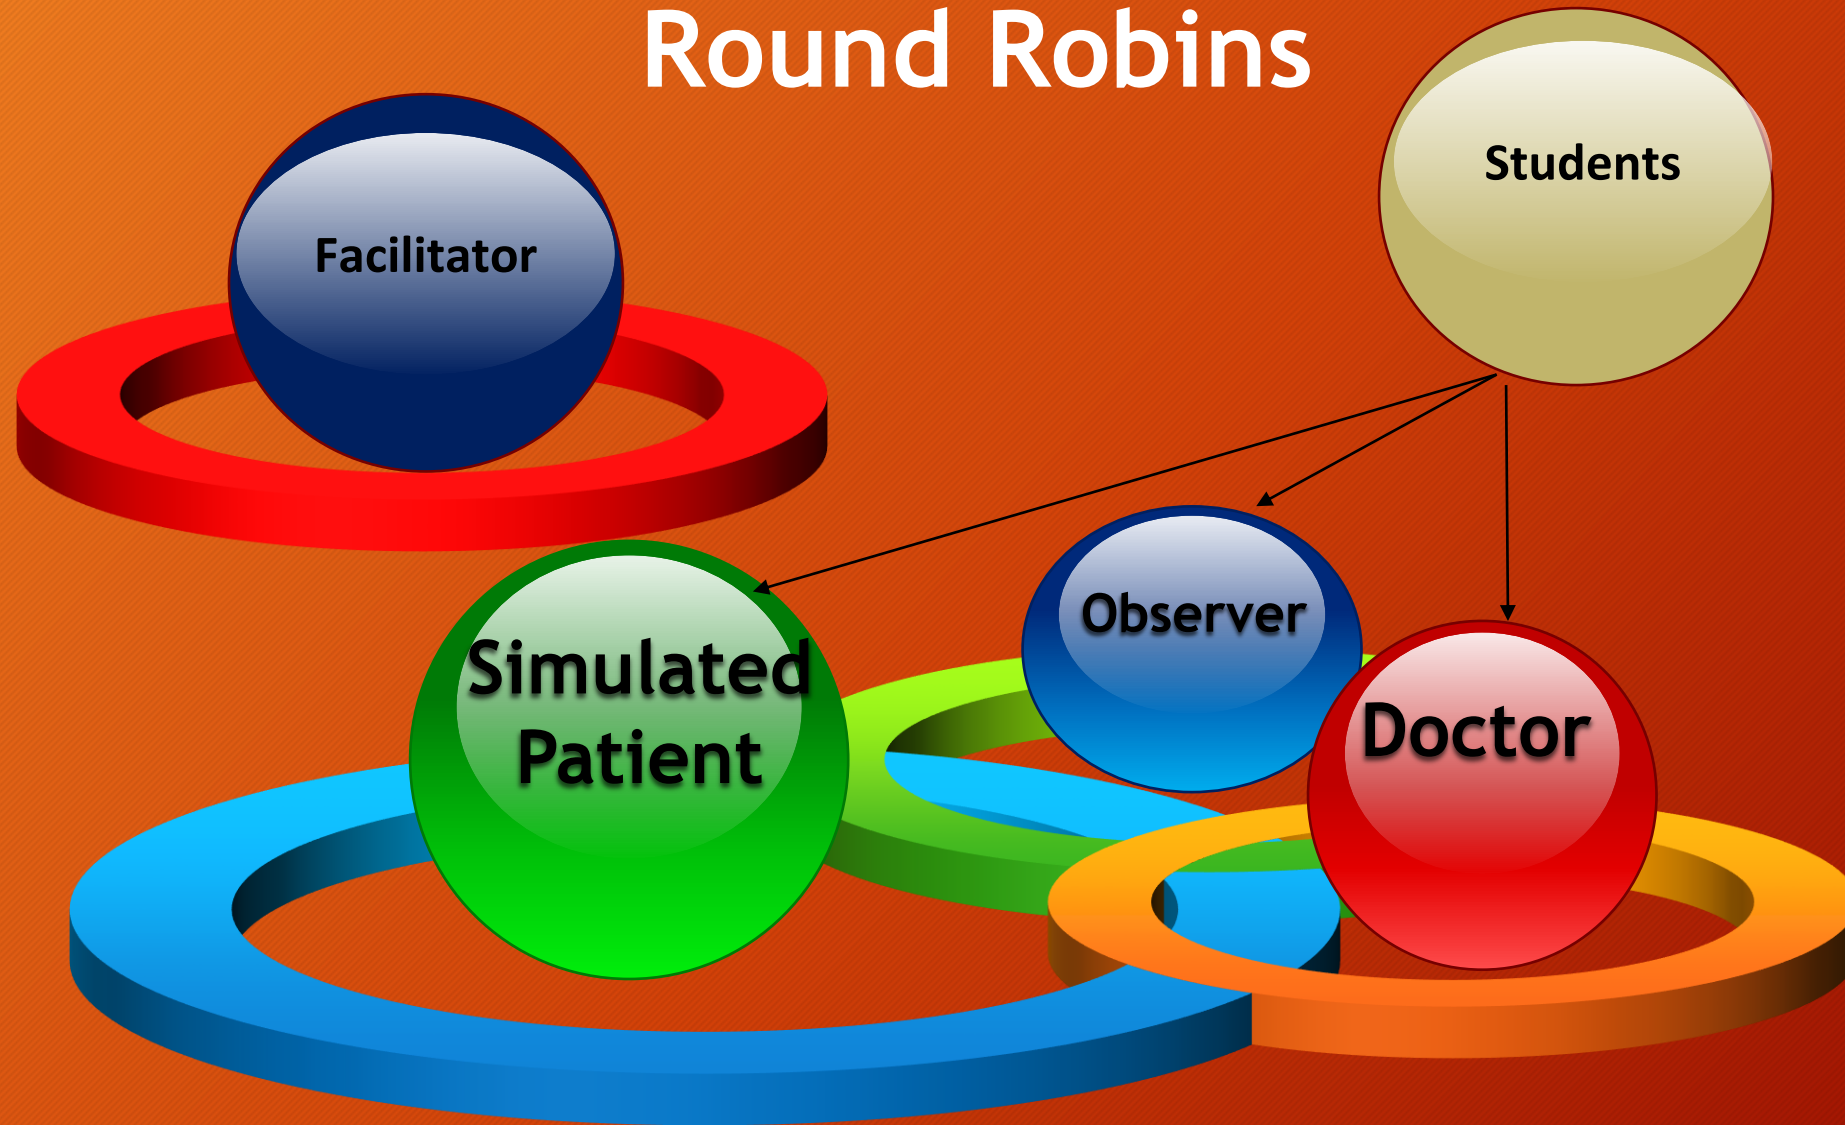 Round Robins
Students
Facilitator
Observer
Simulated
Patient
Doctor